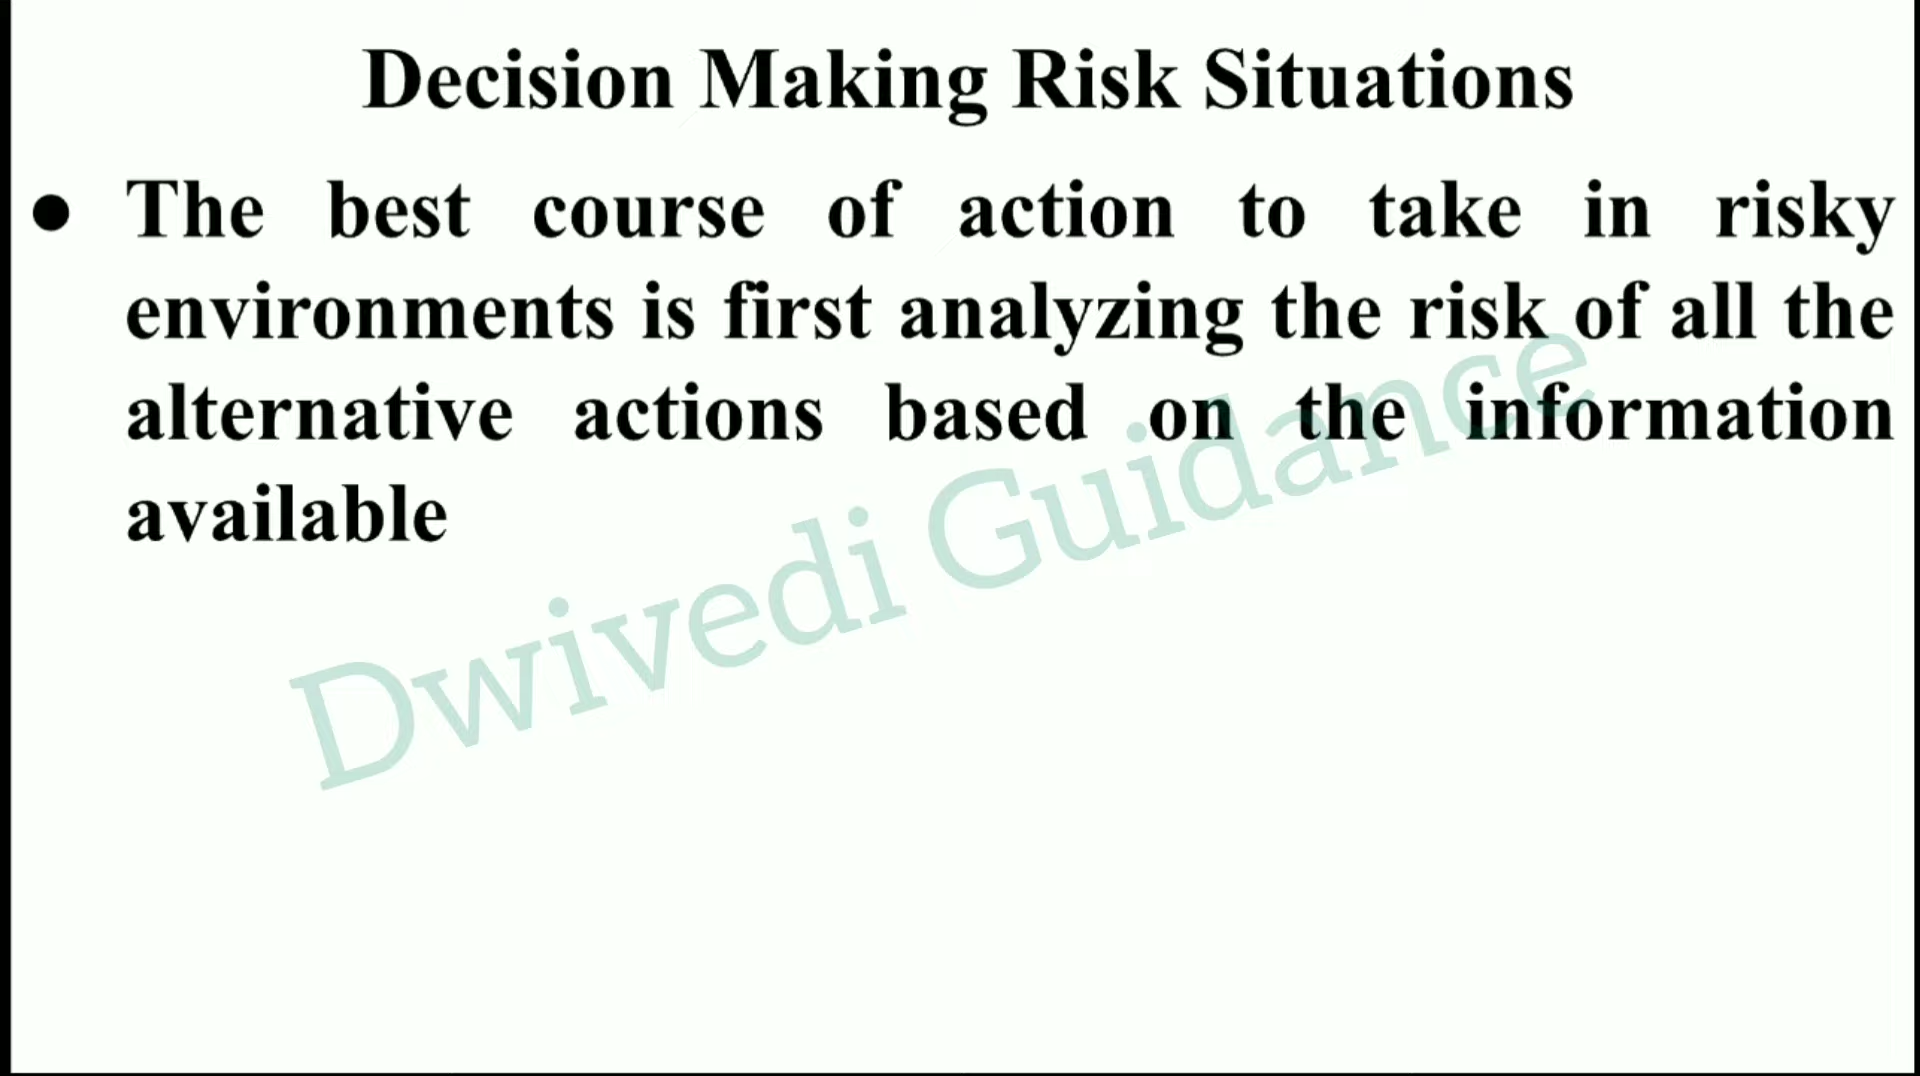 Decision Making Risk Situations
● The best course of action to take in risky
environments is first analyzing the risk of all the
alternative actions based on the information
available
Dwivedi Guidance